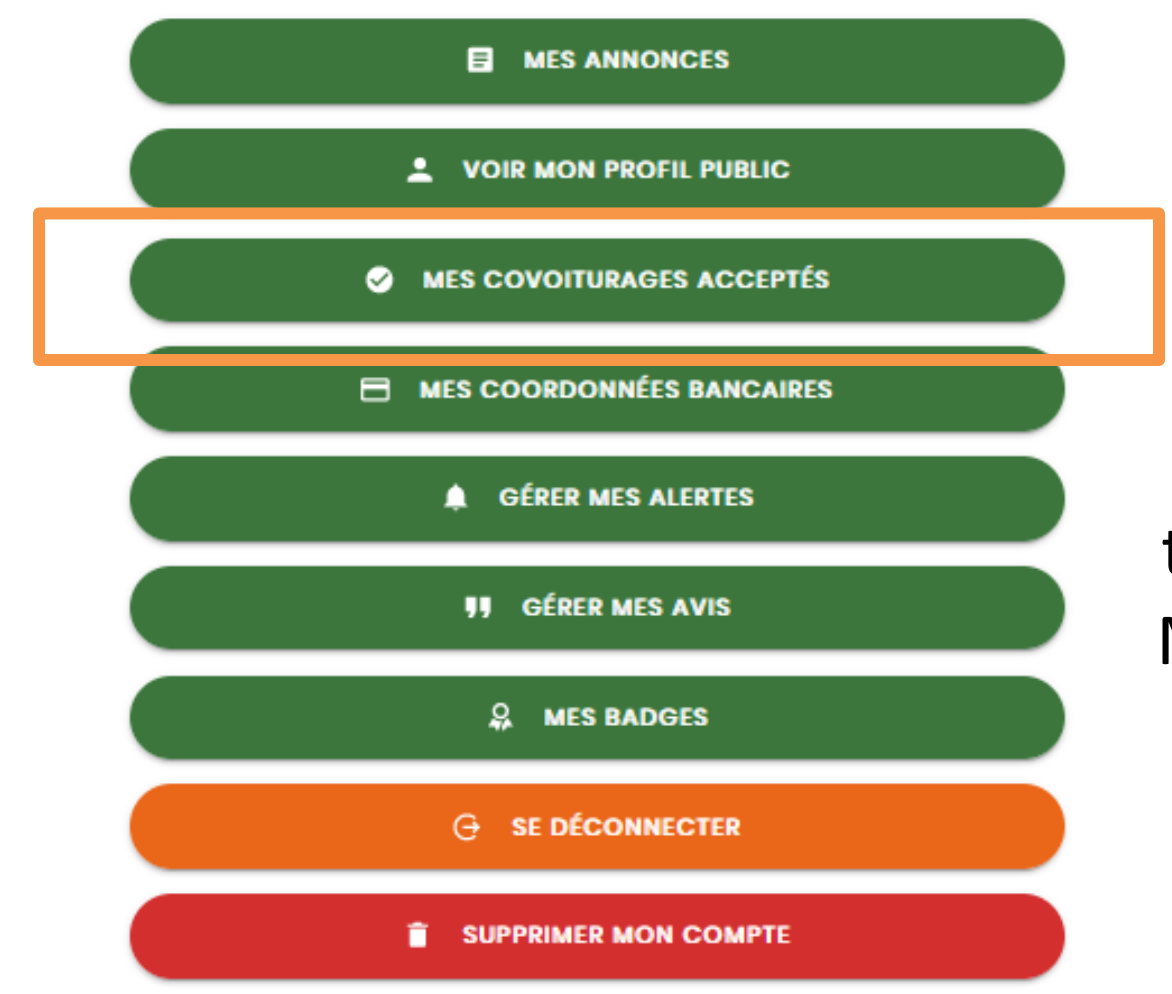 MES ANNONCES
VOIR MON PROFIL PUBLIC
MES COVOITURAGES ACCEPTÉS
MES COORDONNÉES BANCAIRES
GÉRER MES ALERTES
GÉRER MES AVIS
MES BADGES
SE DÉCONNECTER
SUPPRIMER MON COMPTE